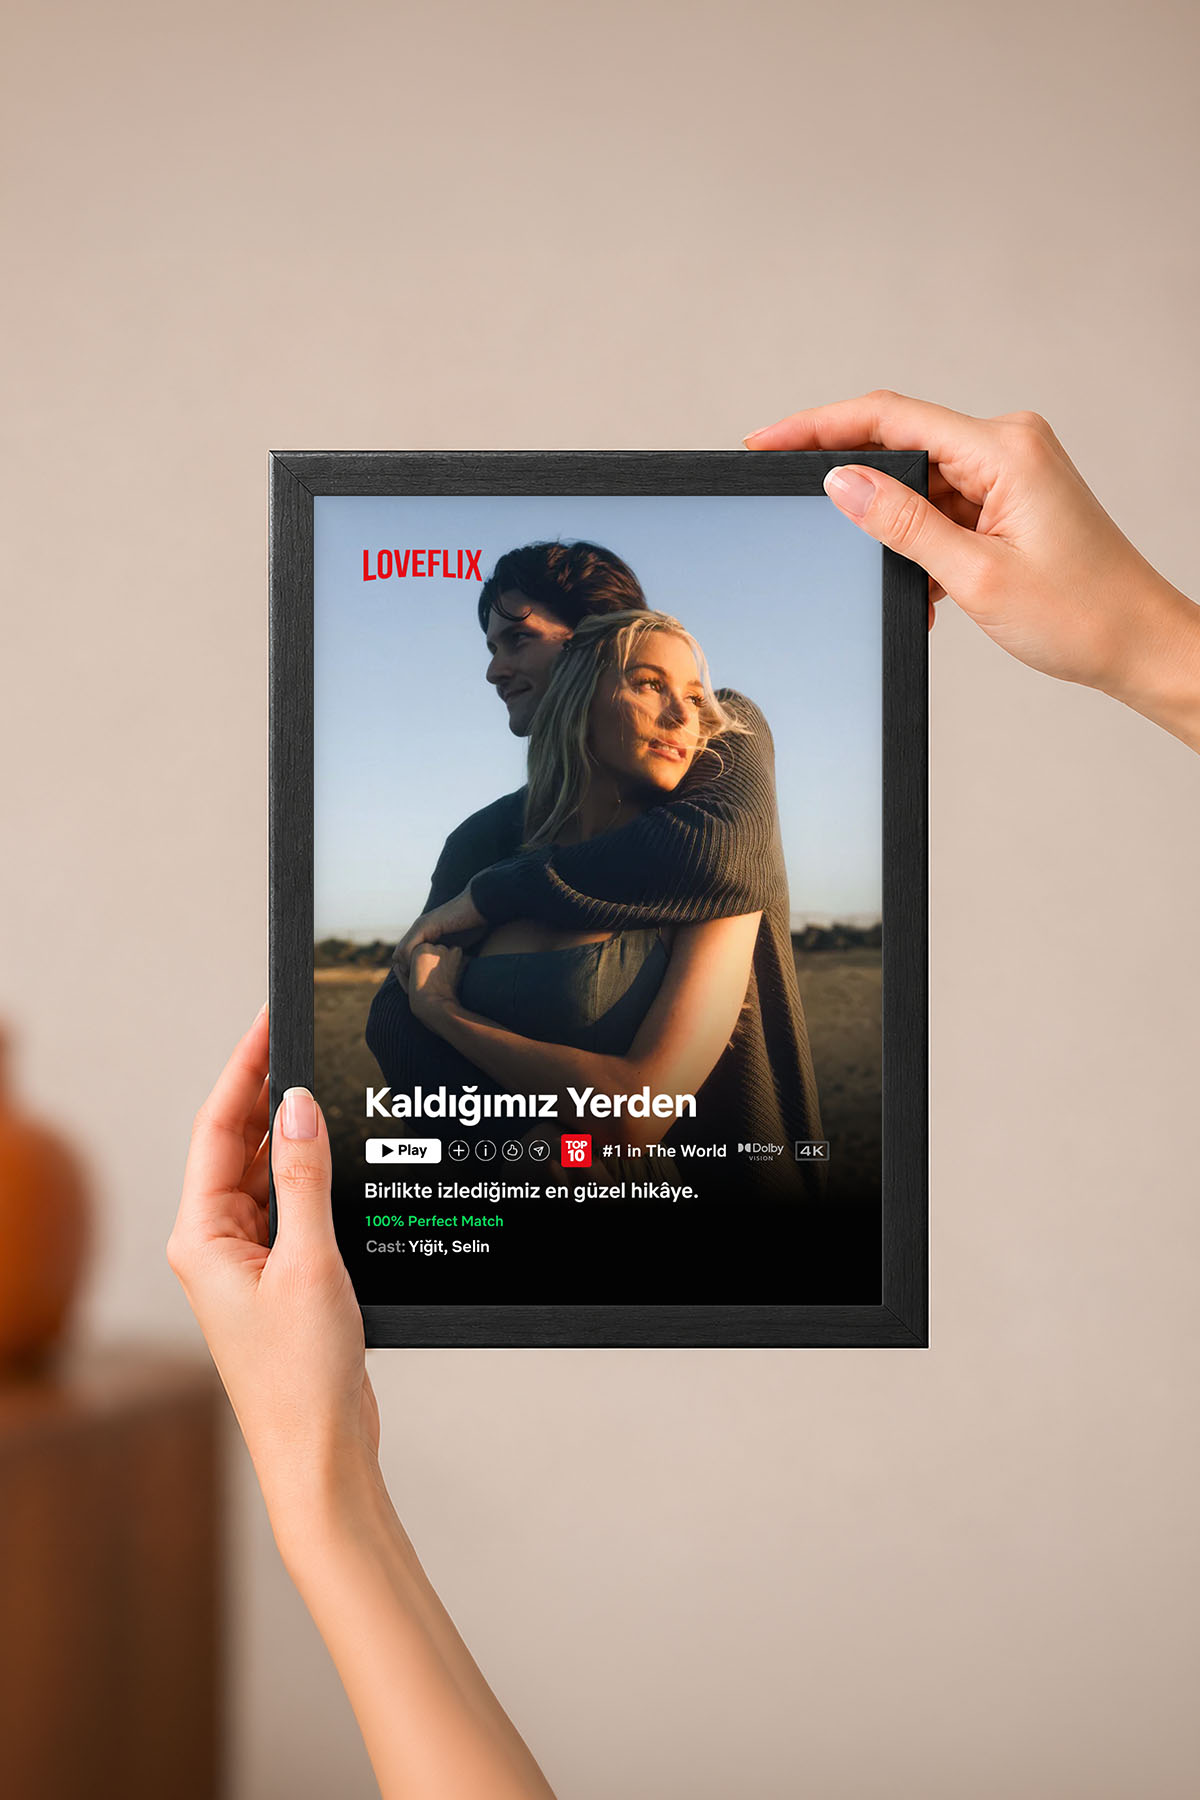 LOVEFLIX
Kaldığımız Yerden
Play TOP 10 #1 in The World Dolby VISION 4K
Birlikte izlediğimiz en güzel hikâye.
100% Perfect Match
Cast: Yiğit, Selin